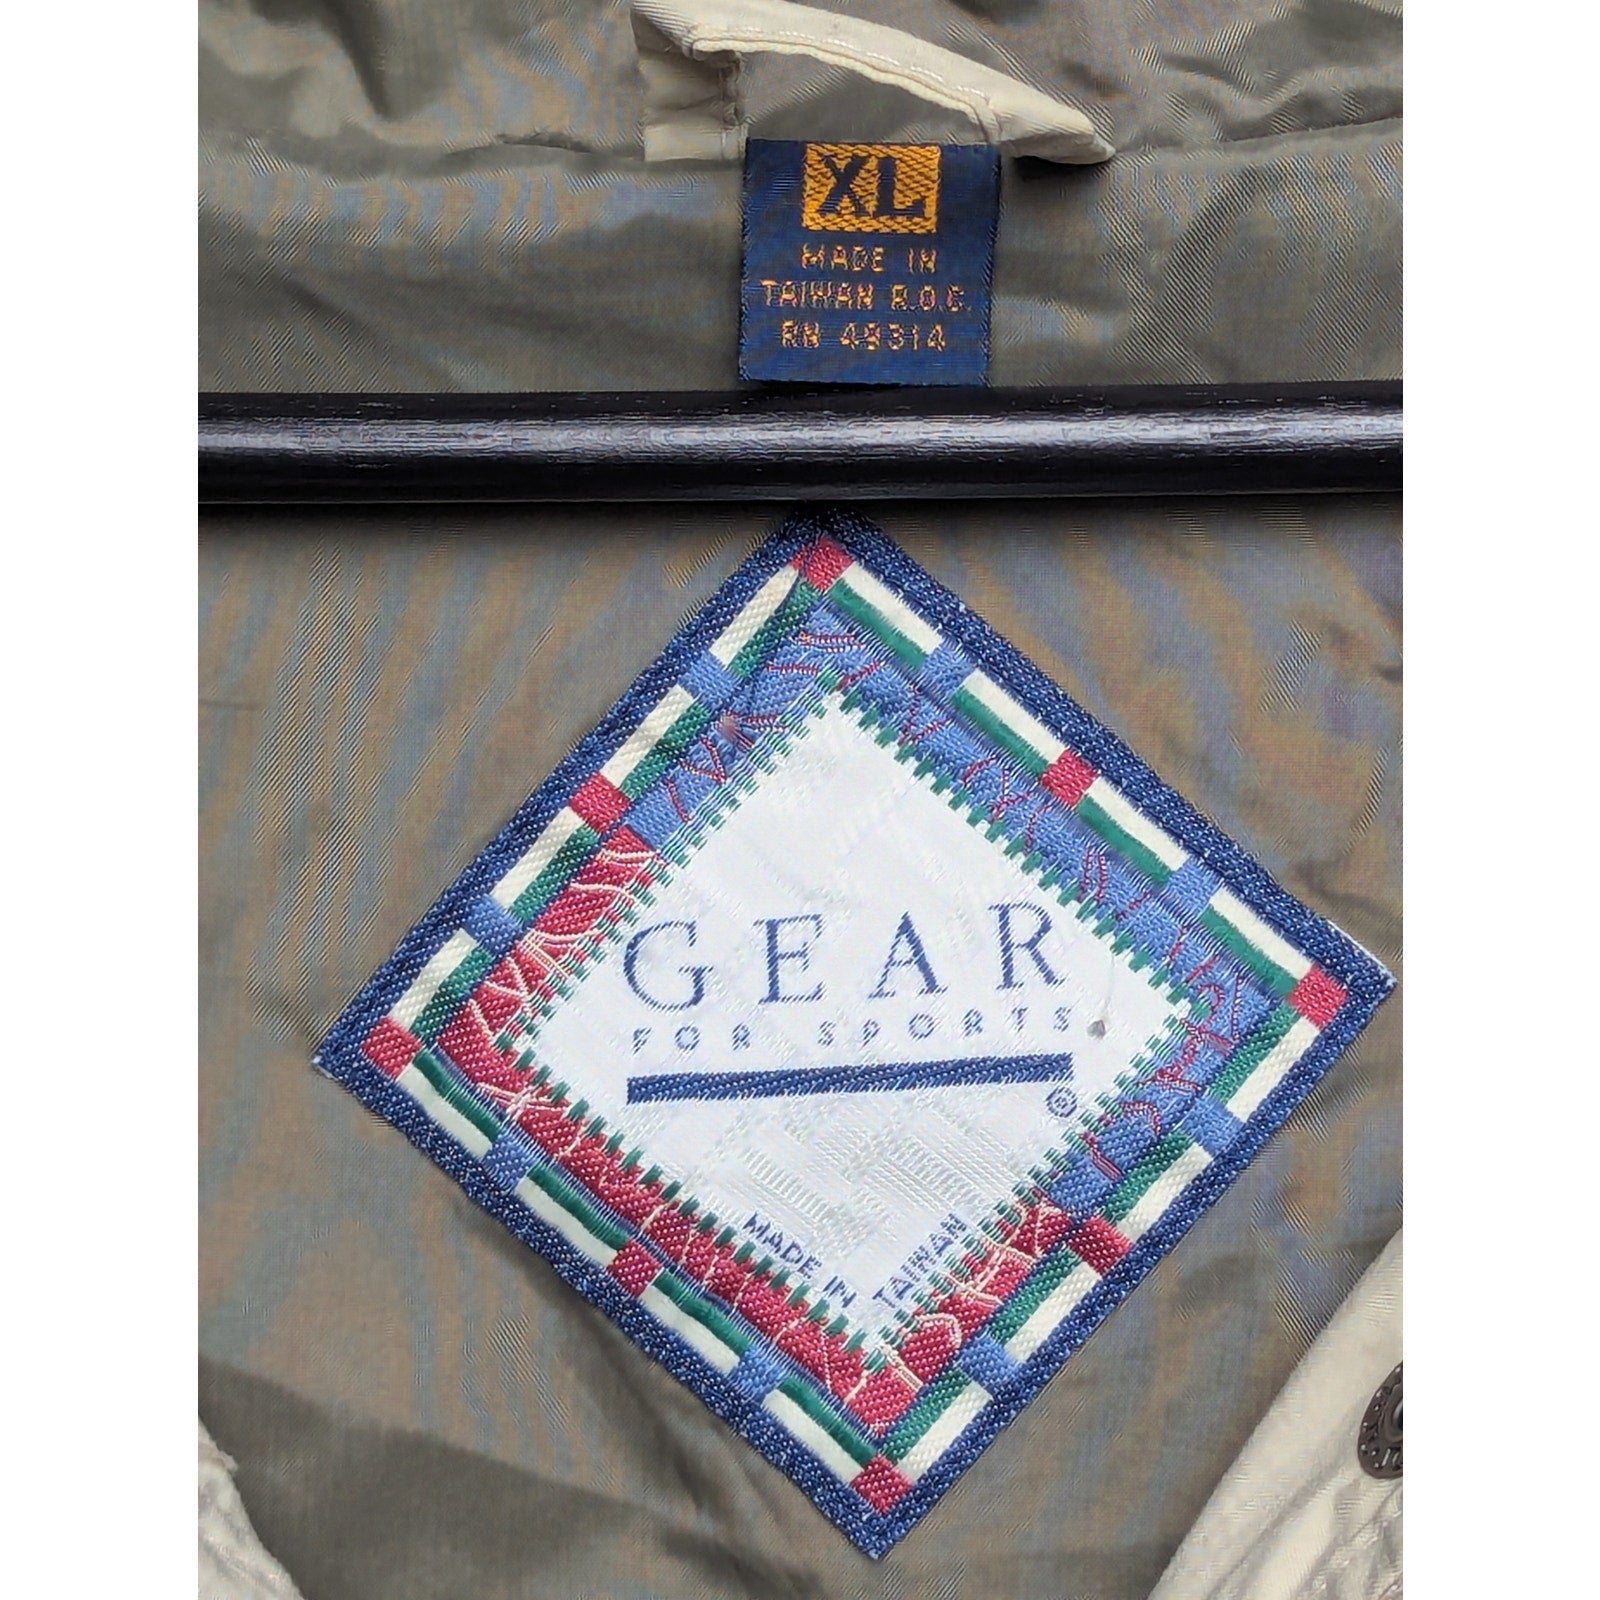 XL
MADE IN
TAIWAN R.O.C.
RN 49314
GEAR
FOR SPORTS
®
MADE IN
TAIWAN